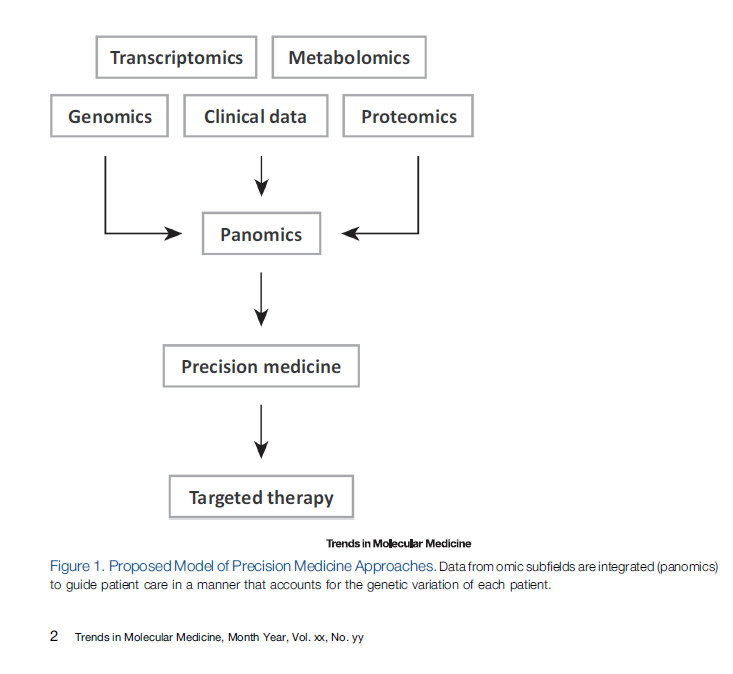 Transcriptomics Metabolomics
Genomics Clinical data Proteomics
Panomics
Precision medicine
Targeted therapy
Trends in Molecular Medicine
Figure 1. Proposed Model of Precision Medicine Approaches. Data from omic subfields are integrated (panomics)
to guide patient care in a manner that accounts for the genetic variation of each patient.
2 Trends in Molecular Medicine, Month Year, Vol. xx, No. yy